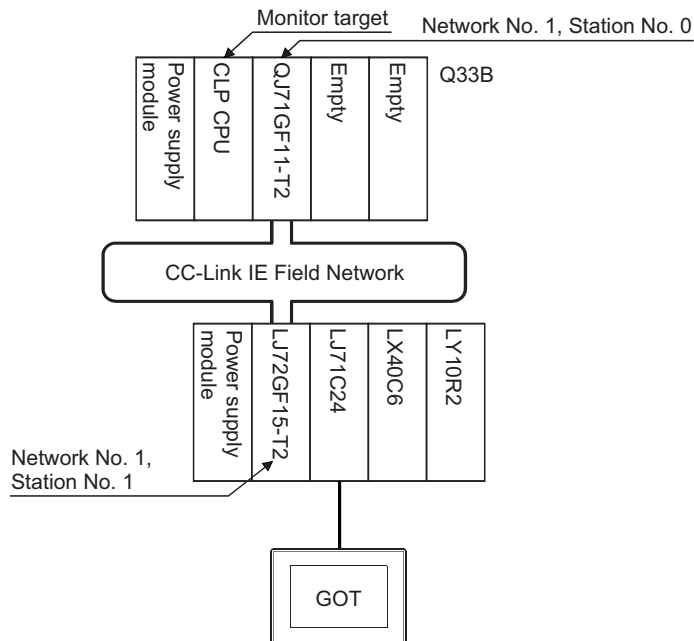 Monitor target
Network No. 1, Station No. 0
Power supply
module
CLP CPU
QJ71GF11-T2
Empty
Empty
Q33B
CC-Link IE Field Network
Power supply
module
LJ72GF15-T2
LJ71C24
LX40C6
LY10R2
Network No. 1,
Station No. 1
GOT